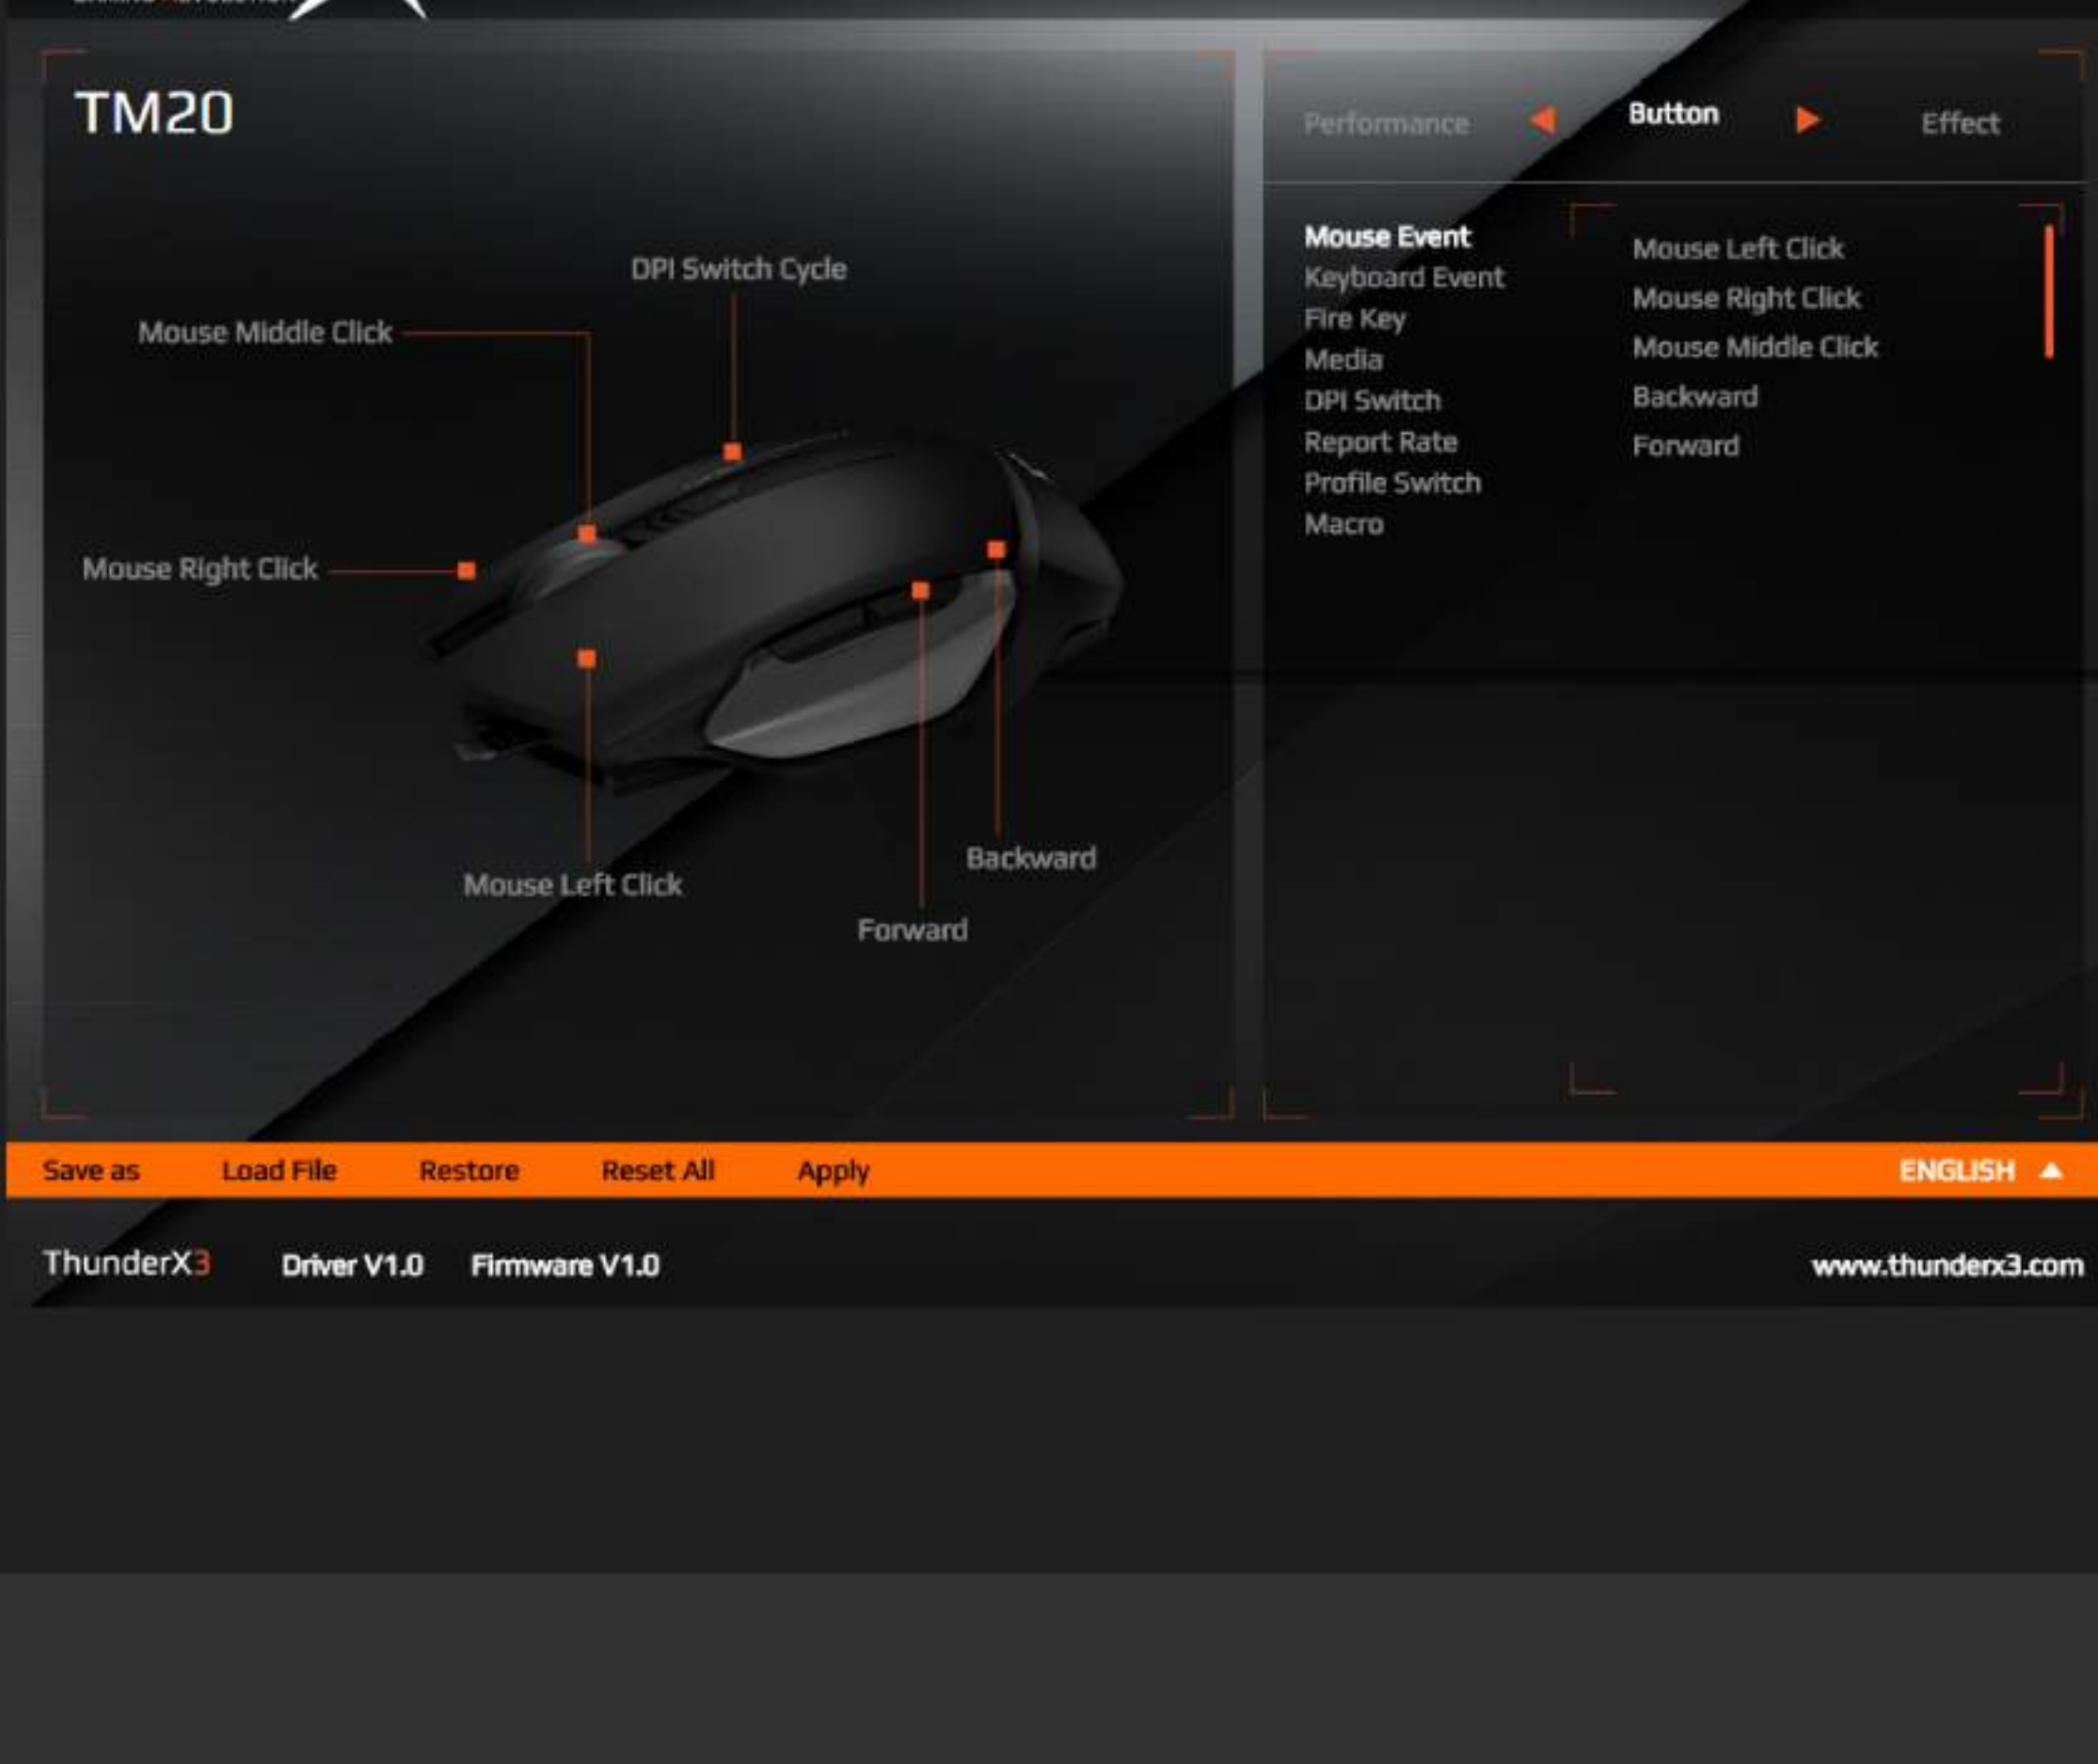 TM20
DPI Switch Cycle
Mouse Middle Click
Mouse Right Click
Mouse Left Click
Backward
Forward
Performance
Button
Effect
Mouse Event
Keyboard Event
Fire Key
Media
DPI Switch
Report Rate
Profile Switch
Macro
Mouse Left Click
Mouse Right Click
Mouse Middle Click
Backward
Forward
Save as
Load File
Restore
Reset All
Apply
ENGLISH
ThunderX3
Driver V1.0
Firmware V1.0
www.thunderx3.com